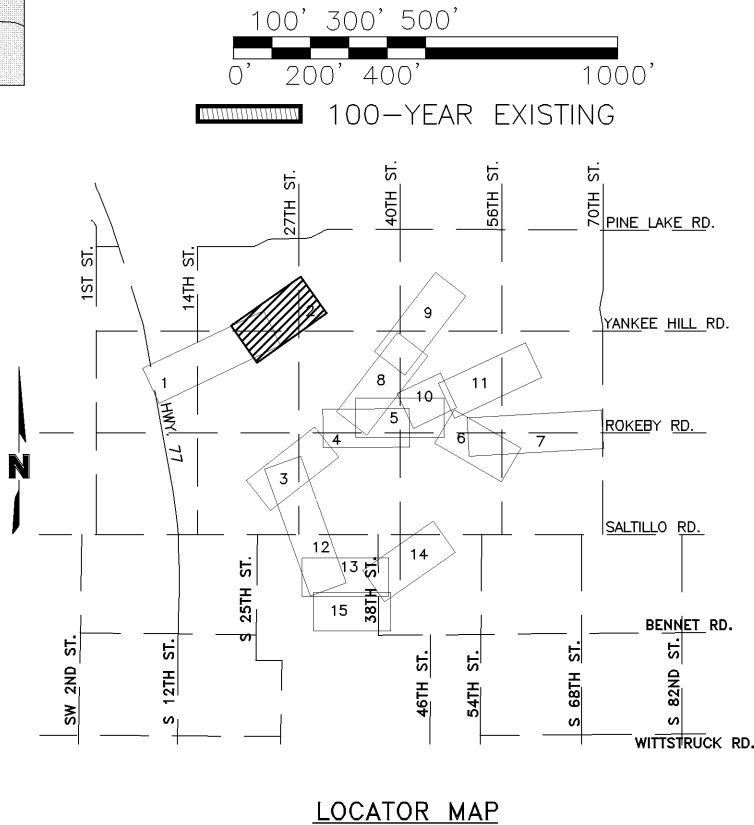 100' 300' 500'
0' 200' 400' 1000'
100-YEAR EXISTING
27TH ST.
40TH ST.
56TH ST.
70TH ST.
PINE LAKE RD.
1ST ST.
14TH ST.
9
2
YANKEE HILL RD.
1
8
11
10
HWY. 77
5
ROKEBY RD.
4
6
7
N
3
SALTILLO RD.
12
14
13
S 25TH ST.
38TH ST.
15
BENNET RD.
SW 2ND ST.
S 12TH ST.
46TH ST.
54TH ST.
S 68TH ST.
S 82ND ST.
WITTSTRUCK RD.
LOCATOR MAP